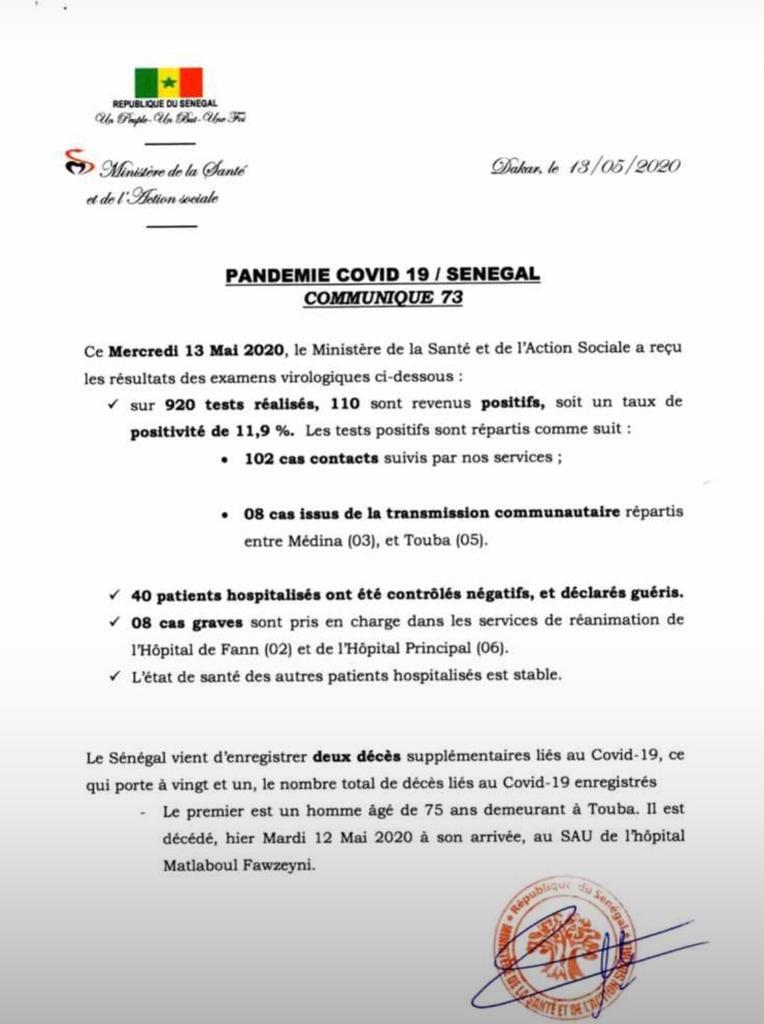 REPUBLIQUE DU SENEGAL
Un Peuple-Un But-Une Foi
Ministère de la Santé
et de l'Action sociale
Dakar, le 13/05/2020
PANDEMIE COVID 19 / SENEGAL
COMMUNIQUE 73
Ce Mercredi 13 Mai 2020, le Ministère de la Santé et de l'Action Sociale a reçu
les résultats des examens virologiques ci-dessous :
✓ sur 920 tests réalisés, 110 sont revenus positifs, soit un taux de
positivité de 11,9 %. Les tests positifs sont répartis comme suit :
• 102 cas contacts suivis par nos services ;
• 08 cas issus de la transmission communautaire répartis
entre Médina (03), et Touba (05).
✓ 40 patients hospitalisés ont été contrôlés négatifs, et déclarés guéris.
✓ 08 cas graves sont pris en charge dans les services de réanimation de
l'Hôpital de Fann (02) et de l'Hôpital Principal (06).
✓ L'état de santé des autres patients hospitalisés est stable.
Le Sénégal vient d'enregistrer deux décès supplémentaires liés au Covid-19, ce
qui porte à vingt et un, le nombre total de décès liés au Covid-19 enregistrés
- Le premier est un homme âgé de 75 ans demeurant à Touba. Il est
décédé, hier Mardi 12 Mai 2020 à son arrivée, au SAU de l'hôpital
Matlaboul Fawzeyni.
République du Sénégal
MINISTÈRE DE LA SANTÉ ET DE L'ACTION SOCIALE